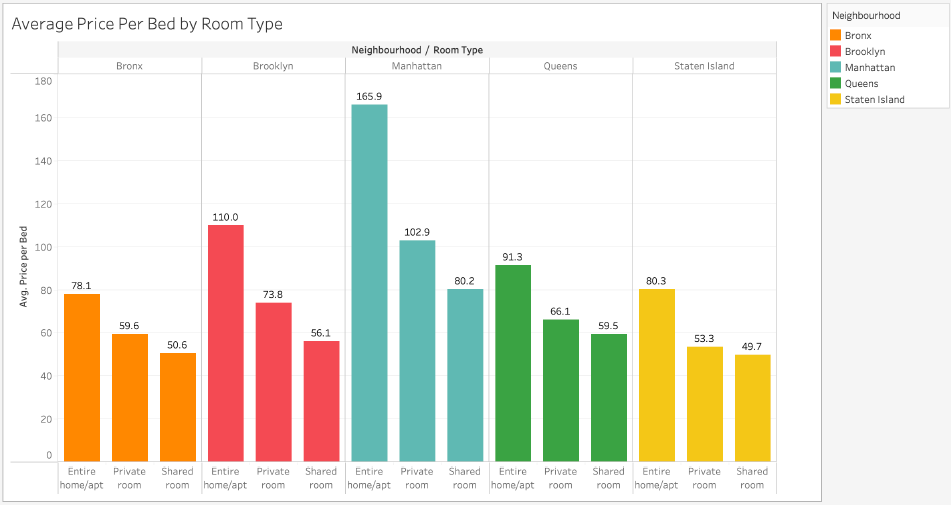 Average Price Per Bed by Room Type
Neighbourhood / Room Type
Bronx Brooklyn Manhattan Queens Staten Island
Avg. Price per Bed
180
160
140
120
100
80
60
40
20
0
78.1 59.6 50.6 110.0 73.8 56.1 165.9 102.9 80.2 91.3 66.1 59.5 80.3 53.3 49.7
Entire Private Shared Entire Private Shared Entire Private Shared Entire Private Shared Entire Private Shared
home/apt room room home/apt room room home/apt room room home/apt room room home/apt room room
Neighbourhood
Bronx
Brooklyn
Manhattan
Queens
Staten Island